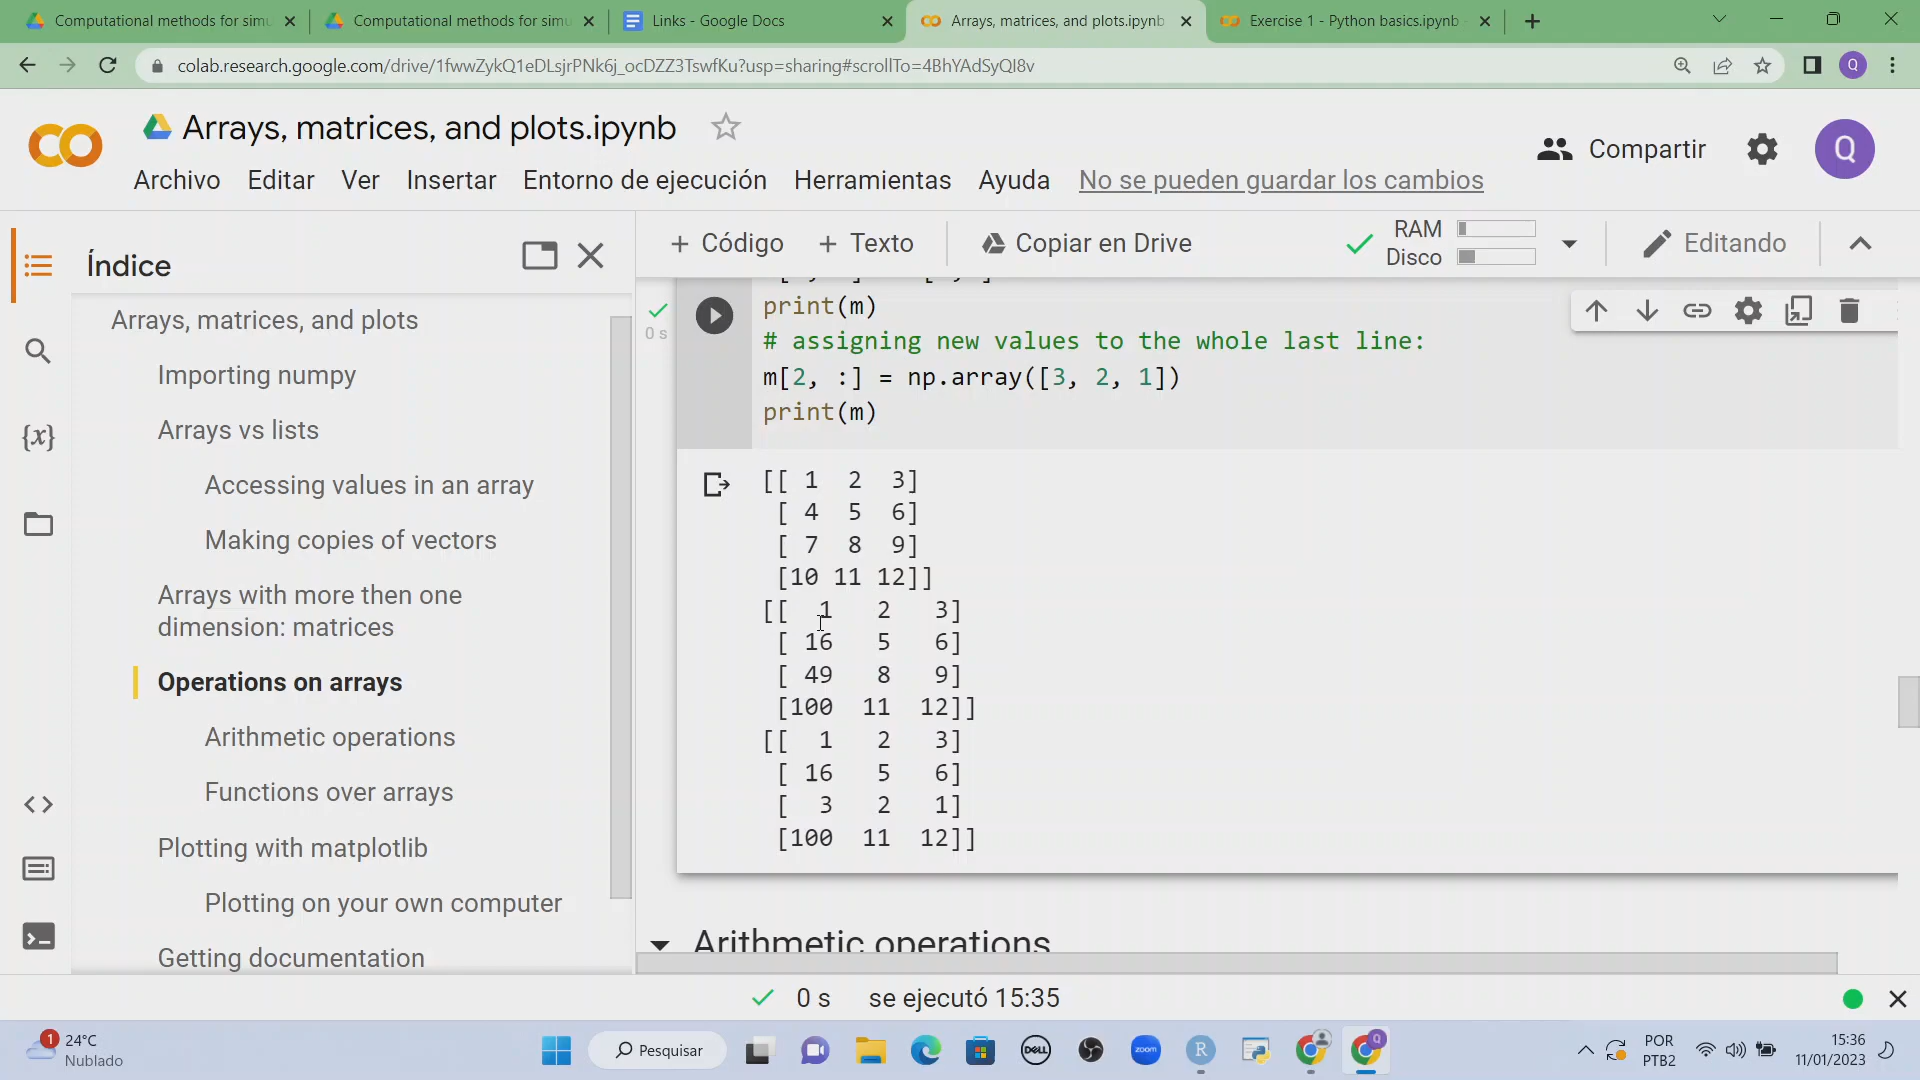 Computational methods for simu
Computational methods for simu
Links - Google Docs
Arrays, matrices, and plots.ipynb
Exercise 1 - Python basics.ipynb -
colab.research.google.com/drive/1fwwZykQ1eDLsjrPNk6j_ocDZZ3TswfKu?usp=sharing#scrollTo=4BhYAdSyQI8v
Q
Arrays, matrices, and plots.ipynb
Compartir
Q
Archivo Editar Ver Insertar Entorno de ejecución Herramientas Ayuda No se pueden guardar los cambios
+ Código + Texto Copiar en Drive
RAM
Disco
Editando
Índice
Arrays, matrices, and plots
Importing numpy
Arrays vs lists
Accessing values in an array
Making copies of vectors
Arrays with more then one
dimension: matrices
Operations on arrays
Arithmetic operations
Functions over arrays
Plotting with matplotlib
Plotting on your own computer
Getting documentation
{x}
0 s
print(m)
# assigning new values to the whole last line:
m[2, :] = np.array([3, 2, 1])
print(m)
[[ 1 2 3]
[ 4 5 6]
[ 7 8 9]
[10 11 12]]
[[ 1 2 3]
[ 16 5 6]
[ 49 8 9]
[100 11 12]]
[[ 1 2 3]
[ 16 5 6]
[ 3 2 1]
[100 11 12]]
Arithmetic operations
0 s se ejecutó 15:35
1
24°C
Nublado
Pesquisar
DELL
zoom
R
Q
POR
PTB2
15:36
11/01/2023